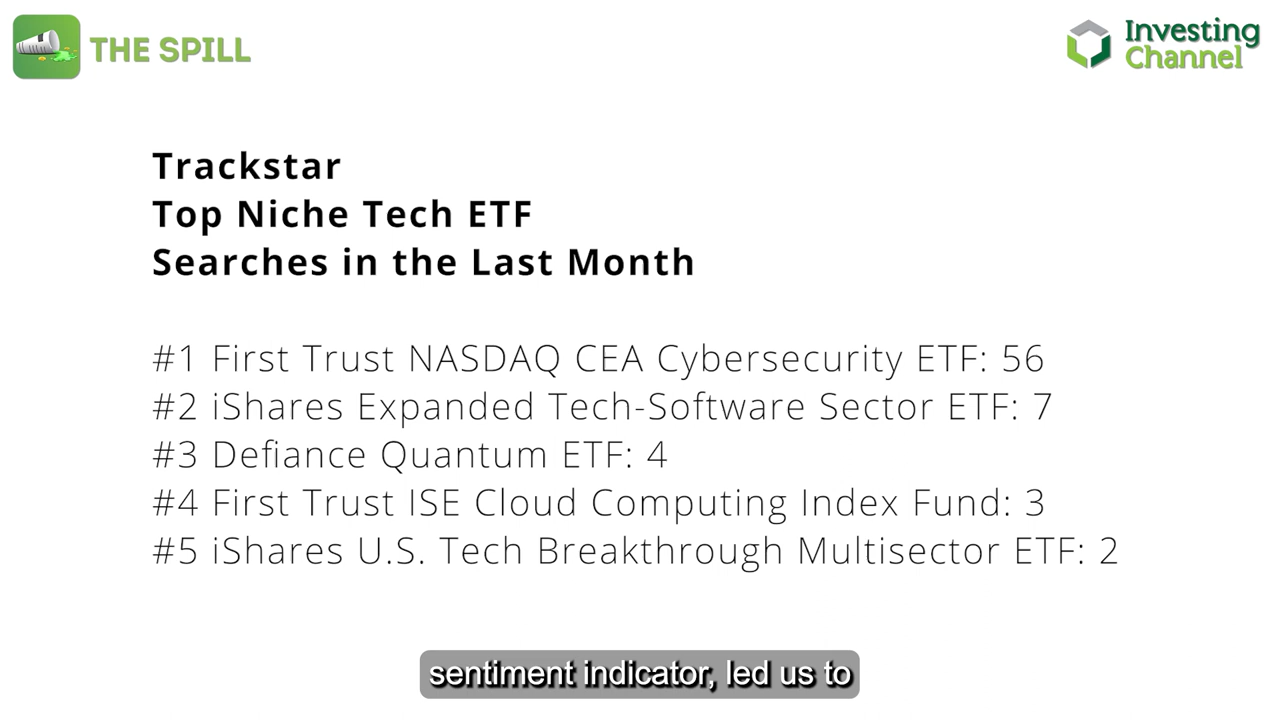 THE SPILL
Investing
Channel
Trackstar
Top Niche Tech ETF
Searches in the Last Month
#1 First Trust NASDAQ CEA Cybersecurity ETF: 56
#2 iShares Expanded Tech-Software Sector ETF: 7
#3 Defiance Quantum ETF: 4
#4 First Trust ISE Cloud Computing Index Fund: 3
#5 iShares U.S. Tech Breakthrough Multisector ETF: 2
sentiment indicator, led us to